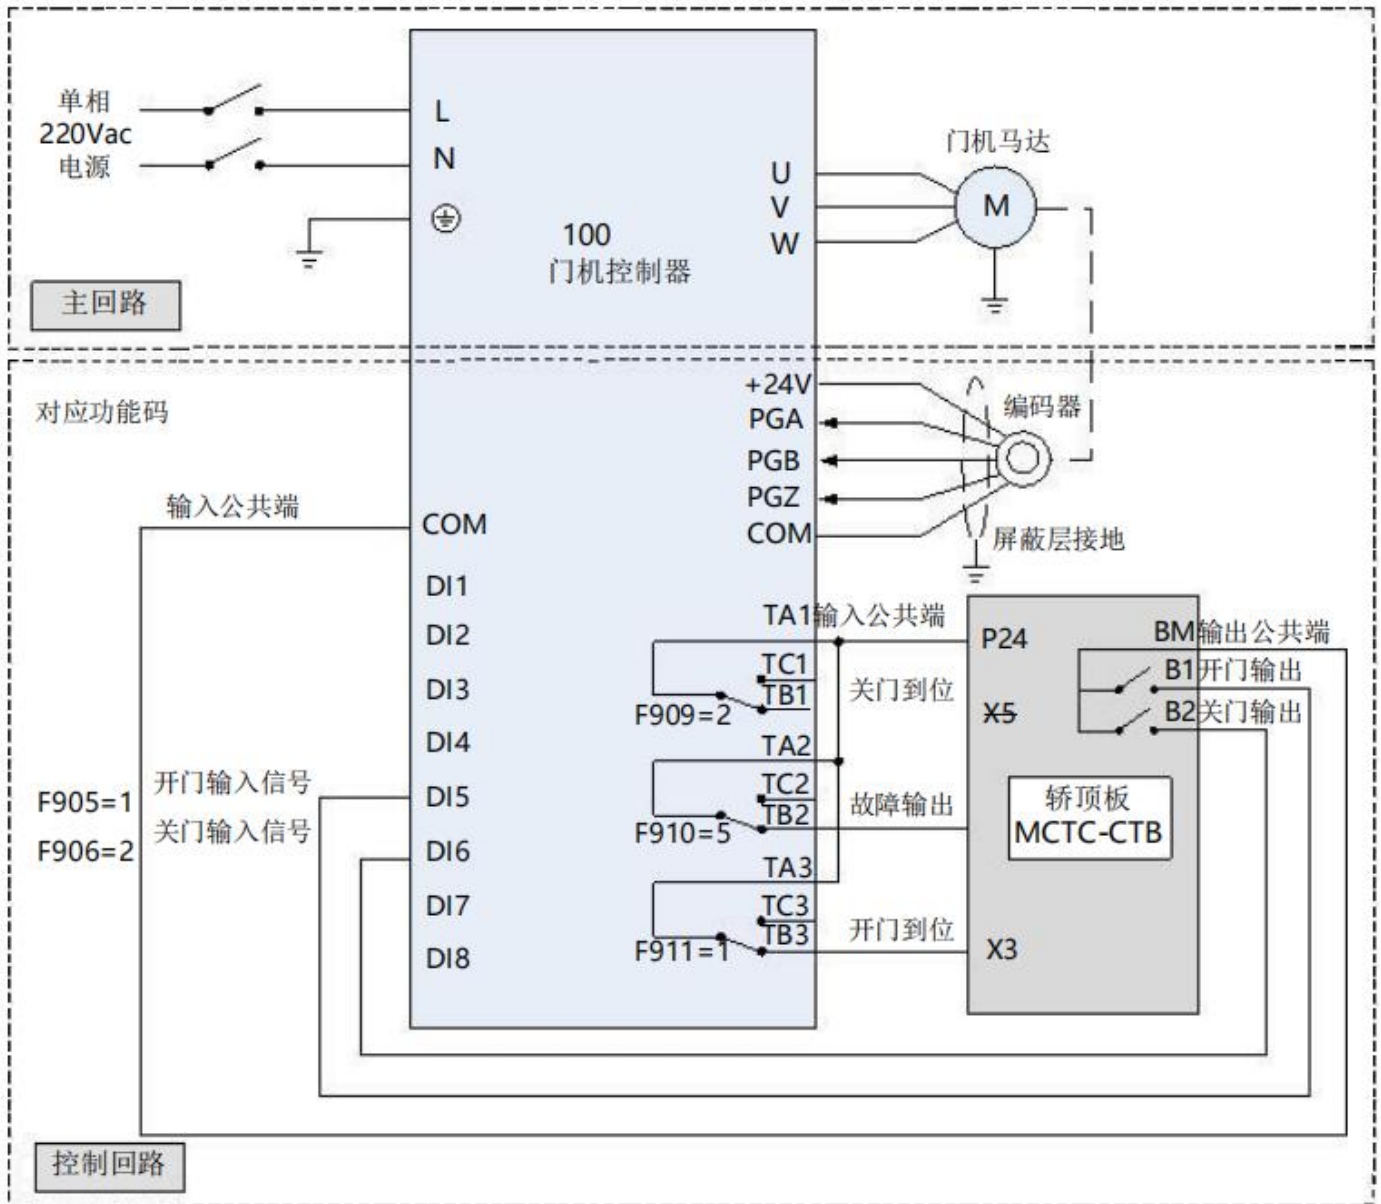 单相
220Vac
电源
L
N
100
门机控制器
U
V
W
门机马达
M
主回路
对应功能码
+24V
PGA
PGB
PGZ
COM
编码器
屏蔽层接地
输入公共端
COM
DI1
DI2
DI3
DI4
DI5
DI6
DI7
DI8
开门输入信号
关门输入信号
F905=1
F906=2
TA1输入公共端
TC1
TB1
F909=2
关门到位
TA2
TC2
TB2
F910=5
故障输出
TA3
TC3
TB3
F911=1
开门到位
P24
X5
X3
BM输出公共端
B1开门输出
B2关门输出
轿顶板
MCTC-CTB
控制回路